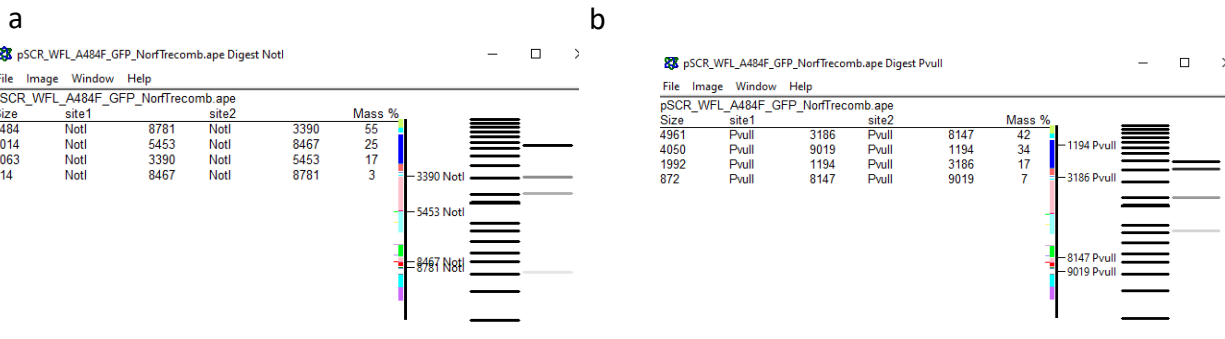 a
pSCR_WFL_A484F_GFP_NorfTrecomb.ape Digest NotI
File Image Window Help
pSCR_WFL_A484F_GFP_NorfTrecomb.ape
Size site1 site2 Mass %
484 NotI 8781 NotI 3390 55
014 NotI 5453 NotI 8467 25
063 NotI 3390 NotI 5453 17
14 NotI 8467 NotI 8781 3
3390 NotI
5453 NotI
8467 NotI
8781 NotI
b
pSCR_WFL_A484F_GFP_NorfTrecomb.ape Digest PvuII
File Image Window Help
pSCR_WFL_A484F_GFP_NorfTrecomb.ape
Size site1 site2 Mass %
4961 PvuII 3186 PvuII 8147 42
4050 PvuII 9019 PvuII 1194 34
1992 PvuII 1194 PvuII 3186 17
872 PvuII 8147 PvuII 9019 7
1194 PvuII
3186 PvuII
8147 PvuII
9019 PvuII